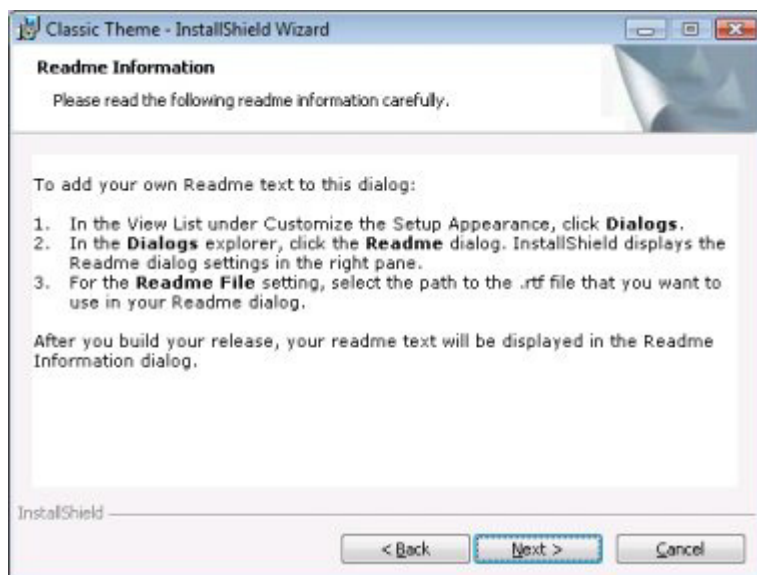 Classic Theme - InstallShield Wizard
Readme Information
Please read the following readme information carefully.
To add your own Readme text to this dialog:
1. In the View List under Customize the Setup Appearance, click Dialogs.
2. In the Dialogs explorer, click the Readme dialog. InstallShield displays the
Readme dialog settings in the right pane.
3. For the Readme File setting, select the path to the .rtf file that you want to
use in your Readme dialog.
After you build your release, your readme text will be displayed in the Readme
Information dialog.
InstallShield
< Back
Next >
Cancel